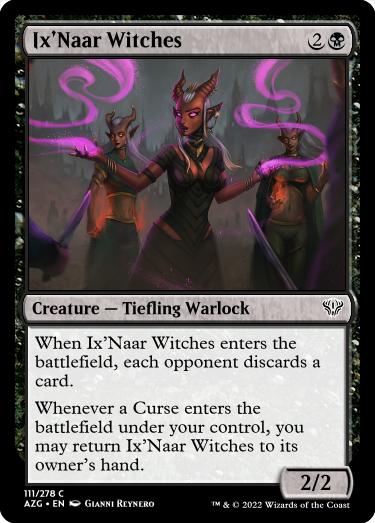 Ix'Naar Witches 2
Creature — Tiefling Warlock
When Ix'Naar Witches enters the
battlefield, each opponent discards a
card.
Whenever a Curse enters the
battlefield under your control, you
may return Ix'Naar Witches to its
owner's hand.
2/2
111/278 C
AZG • EN Gianni Reynero
™ & © 2022 Wizards of the Coast